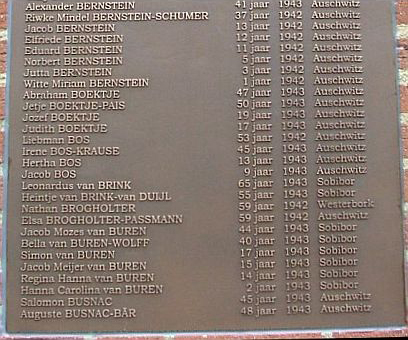 Alexander BERNSTEIN 41 jaar 1943 Auschwitz
Riwke Mindel BERNSTEIN-SCHUMER 37 jaar 1942 Auschwitz
Jacob BERNSTEIN 13 jaar 1942 Auschwitz
Elfriede BERNSTEIN 12 jaar 1942 Auschwitz
Eduard BERNSTEIN 11 jaar 1942 Auschwitz
Norbert BERNSTEIN 5 jaar 1942 Auschwitz
Jutta BERNSTEIN 3 jaar 1942 Auschwitz
Witte Miriam BERNSTEIN 1 jaar 1942 Auschwitz
Abraham BOEKTJE 47 jaar 1943 Auschwitz
Jetje BOEKTJE-PAIS 50 jaar 1943 Auschwitz
Jozef BOEKTJE 19 jaar 1943 Auschwitz
Judith BOEKTJE 17 jaar 1943 Auschwitz
Liebman BOS 53 jaar 1942 Auschwitz
Irene BOS-KRAUSE 45 jaar 1943 Auschwitz
Hertha BOS 13 jaar 1943 Auschwitz
Jacob BOS 9 jaar 1943 Auschwitz
Leonardus van BRINK 65 jaar 1943 Sobibor
Heintje van BRINK-van DUIJL 55 jaar 1943 Sobibor
Nathan BROGHOLTER 59 jaar 1942 Westerbork
Elsa BROGHOLTER-PASSMANN 59 jaar 1942 Auschwitz
Jacob Mozes van BUREN 44 jaar 1943 Sobibor
Bella van BUREN-WOLFF 40 jaar 1943 Sobibor
Simon van BUREN 17 jaar 1943 Sobibor
Jacob Meijer van BUREN 15 jaar 1943 Sobibor
Regina Hanna van BUREN 14 jaar 1943 Sobibor
Hanna Carolina van BUREN 2 jaar 1943 Sobibor
Salomon BUSNAC 45 jaar 1943 Auschwitz
Auguste BUSNAC-BÄR 48 jaar 1943 Auschwitz